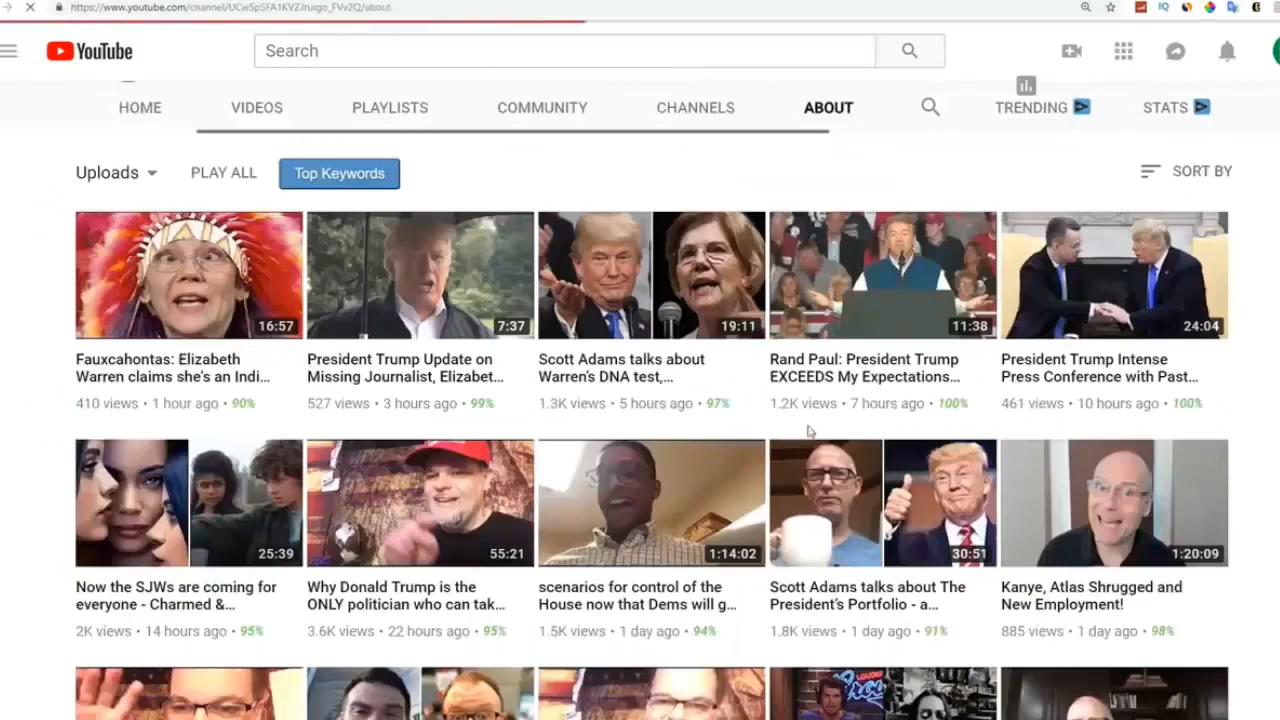 https://www.youtube.com/channel/UCwSpSFA1KVZJruıgo_FVv2Q/about
YouTube
Search
HOME VIDEOS PLAYLISTS COMMUNITY CHANNELS ABOUT TRENDING STATS
Uploads PLAY ALL Top Keywords SORT BY
16:57 7:37 19:11 11:38 24:04
Fauxcahontas: Elizabeth President Trump Update on Scott Adams talks about Rand Paul: President Trump President Trump Intense
Warren claims she's an Indi... Missing Journalist, Elizabet... Warren's DNA test,... EXCEEDS My Expectations... Press Conference with Past...
410 views • 1 hour ago • 90% 527 views • 3 hours ago • 99% 1.3K views • 5 hours ago • 97% 1.2K views • 7 hours ago • 100% 461 views • 10 hours ago • 100%
25:39 55:21 1:14:02 30:51 1:20:09
Now the SJWs are coming for Why Donald Trump is the scenarios for control of the Scott Adams talks about The Kanye, Atlas Shrugged and
everyone - Charmed &... ONLY politician who can tak... House now that Dems will g... President's Portfolio - a... New Employment!
2K views • 14 hours ago • 95% 3.6K views • 22 hours ago • 95% 1.5K views • 1 day ago • 94% 1.8K views • 1 day ago • 91% 885 views • 1 day ago • 98%